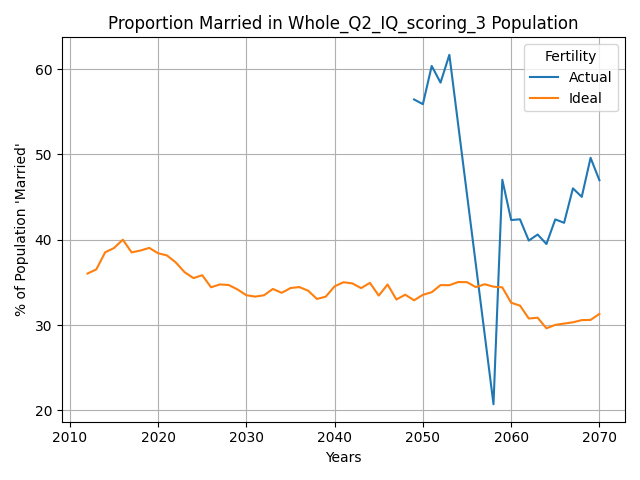 Proportion Married in Whole_Q2_IQ_scoring_3 Population
Fertility
Actual
Ideal
% of Population 'Married'
60
50
40
30
20
2010
2020
2030
2040
2050
2060
2070
Years